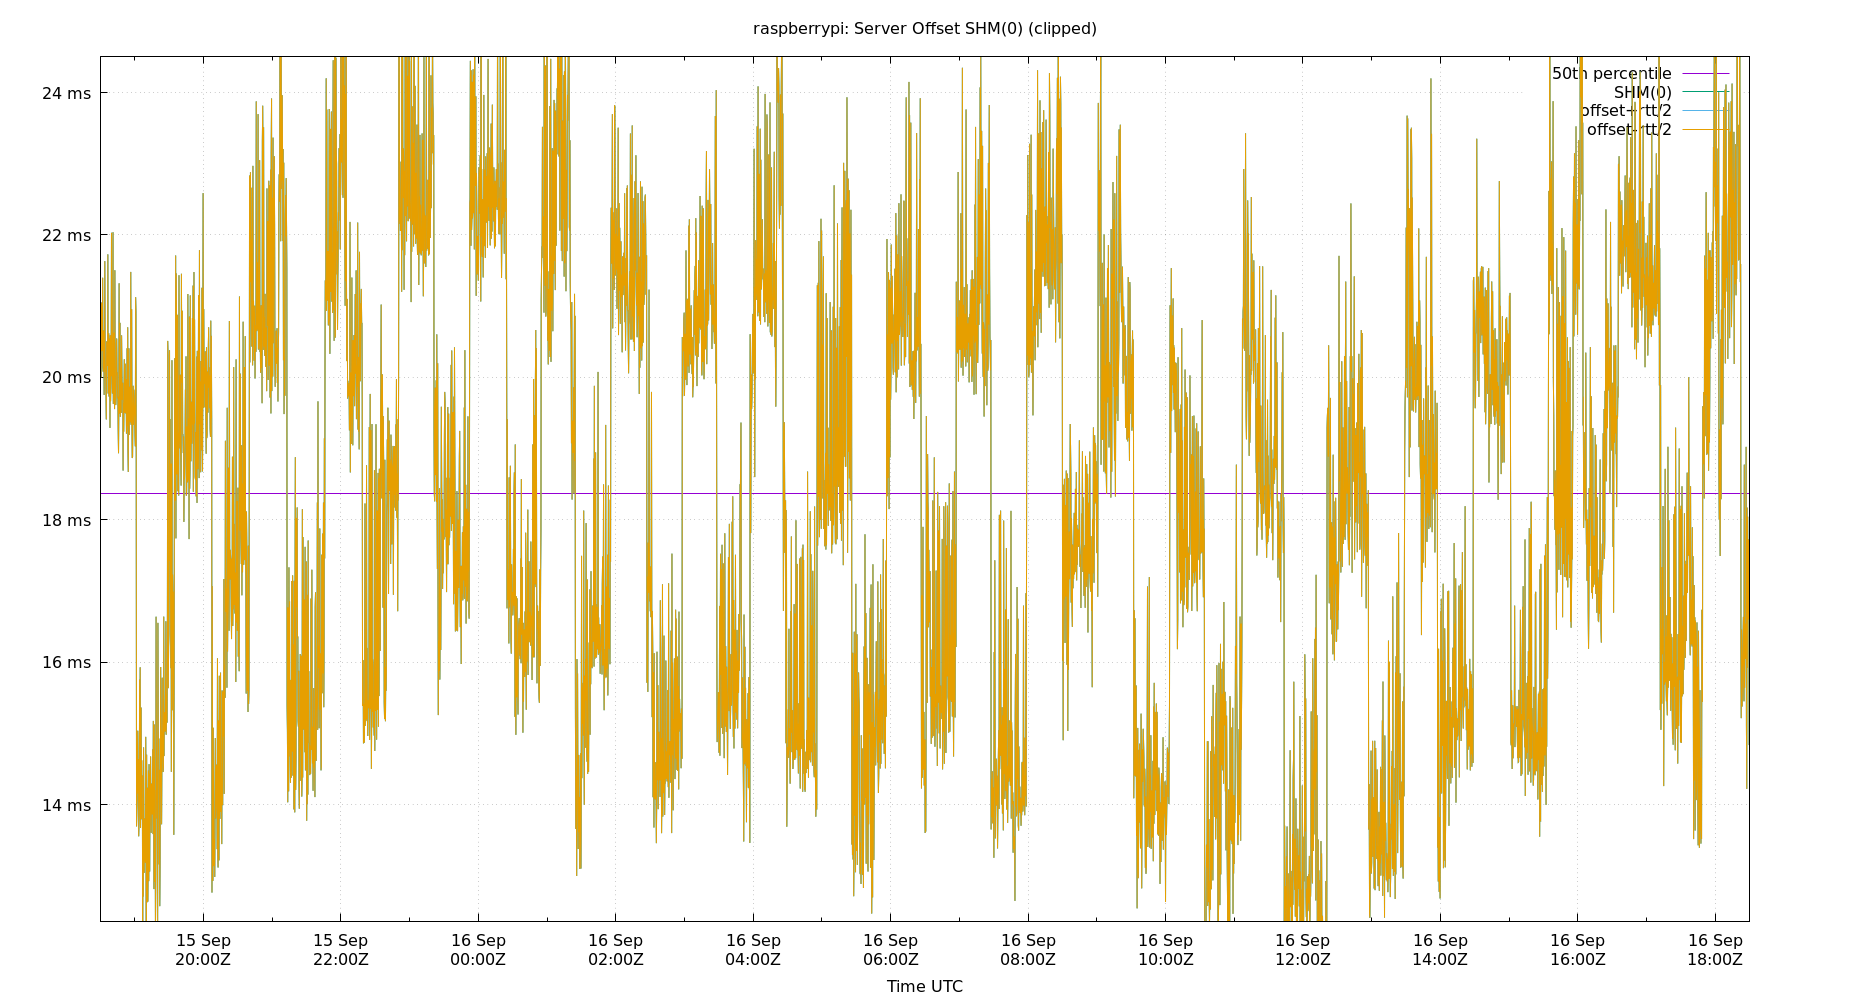 raspberrypi: Server Offset SHM(0) (clipped)
50th percentile
SHM(0)
offset+rtt/2
offset-rtt/2
24 ms
22 ms
20 ms
18 ms
16 ms
14 ms
15 Sep 15 Sep 16 Sep 16 Sep 16 Sep 16 Sep 16 Sep 16 Sep 16 Sep 16 Sep 16 Sep 16 Sep
20:00Z 22:00Z 00:00Z 02:00Z 04:00Z 06:00Z 08:00Z 10:00Z 12:00Z 14:00Z 16:00Z 18:00Z
Time UTC